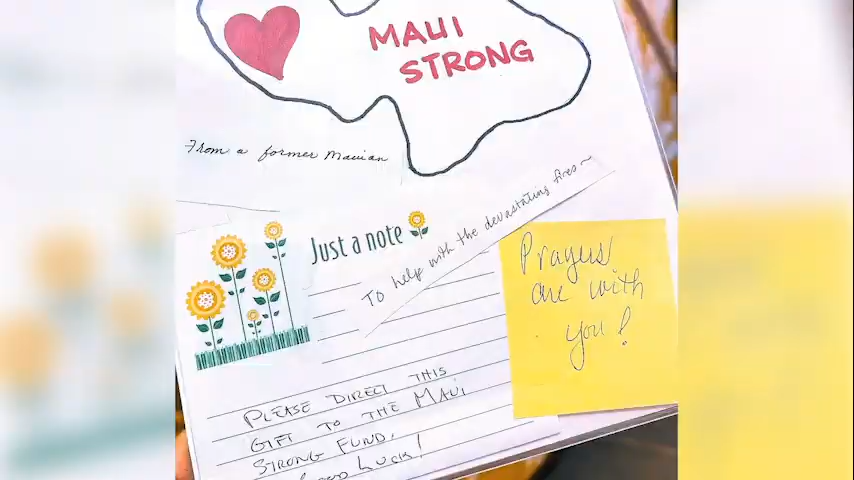 MAUI
STRONG
From a former Mauian
To help with the devastating fires~
Just a note
Prayers
are with
you!
PLEASE DIRECT THIS
GIFT TO THE MAUI
STRONG FUND.
GOOD LUCK!